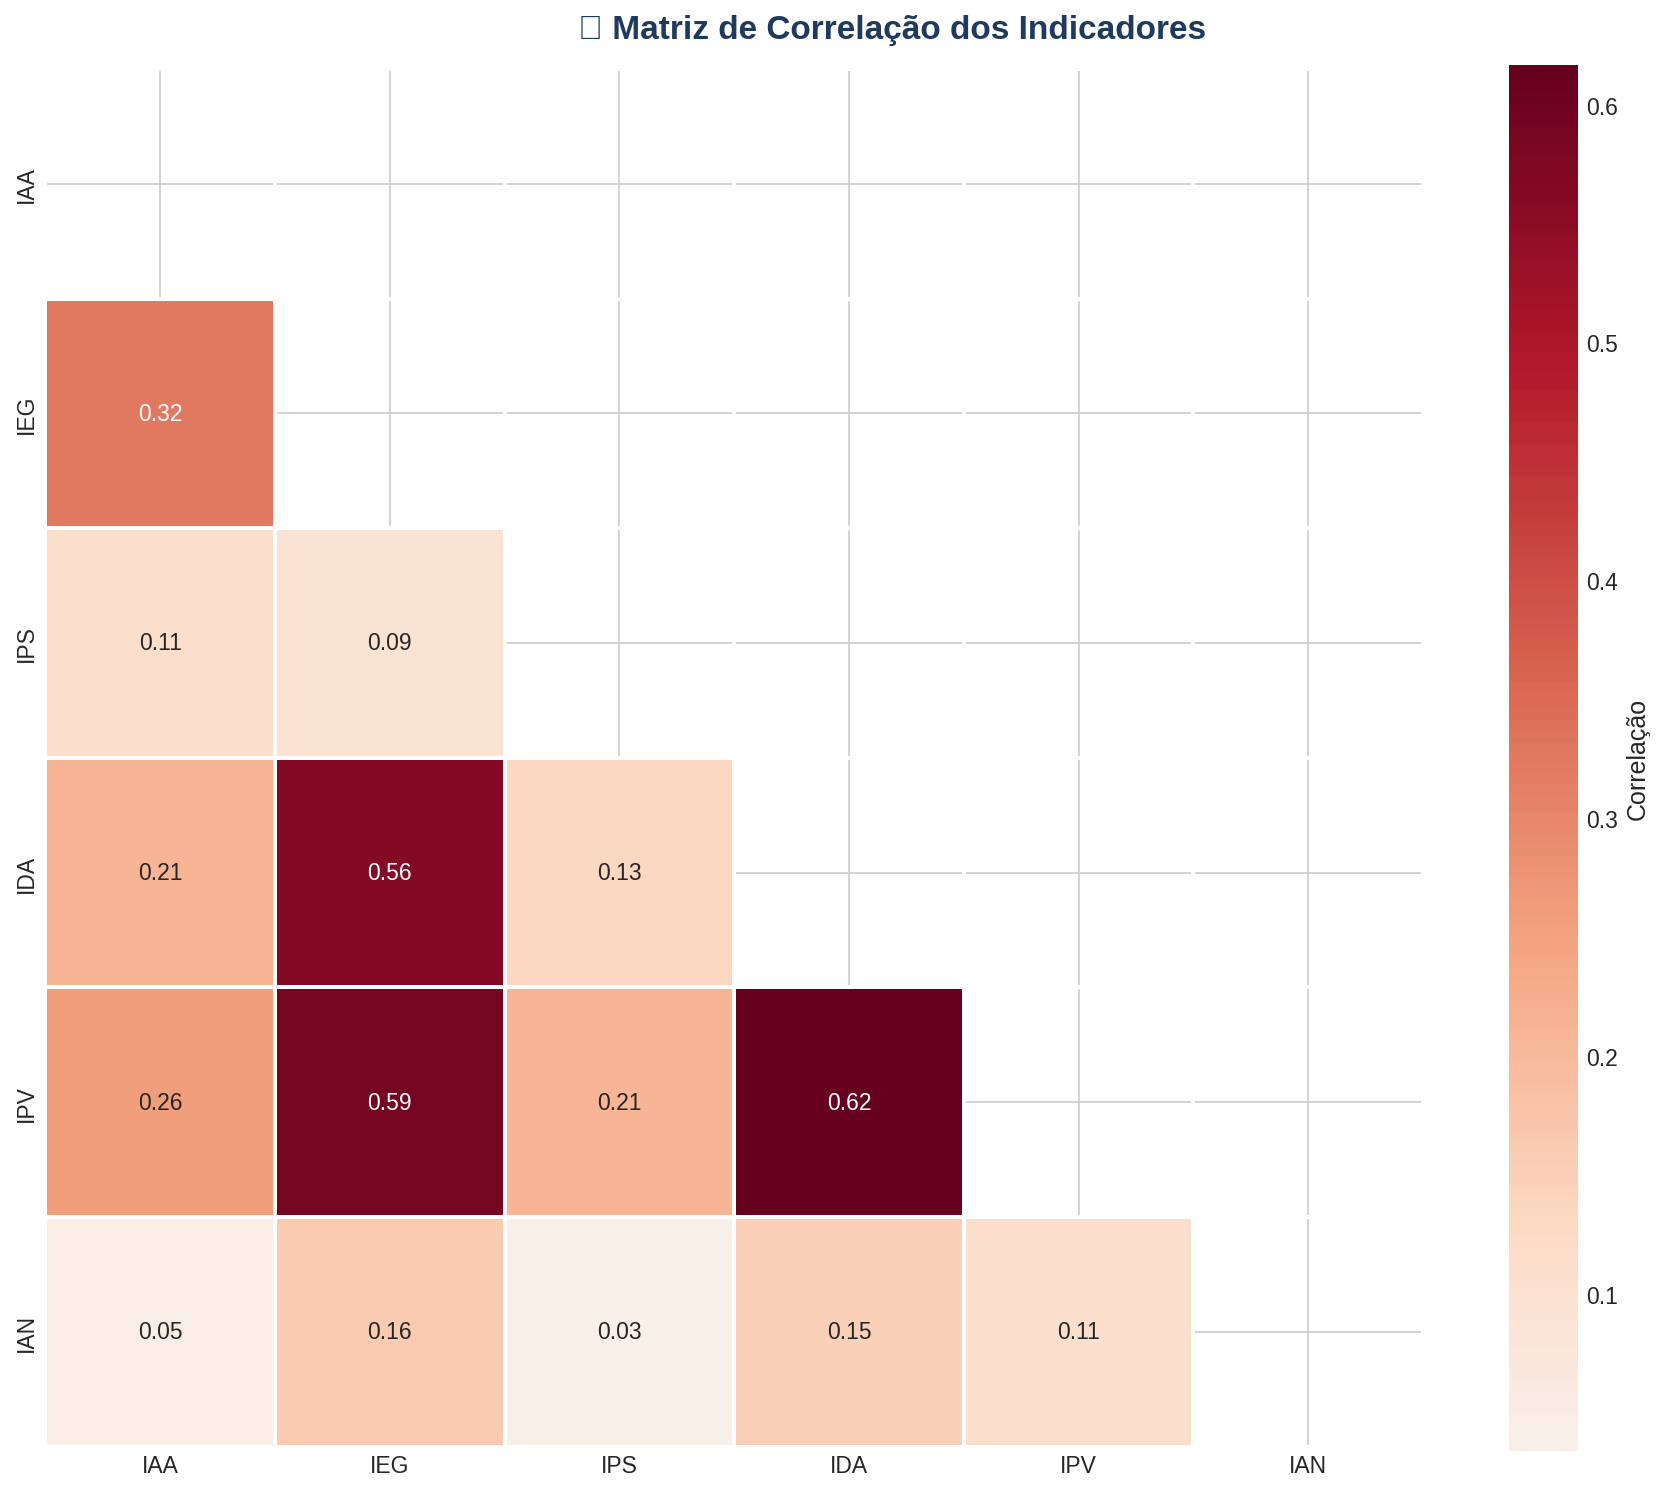 Matriz de Correlação dos Indicadores
IAA
IEG
0.32
IPS
0.11 0.09
IDA
0.21 0.56 0.13
IPV
0.26 0.59 0.21 0.62
IAN
0.05 0.16 0.03 0.15 0.11
IAA IEG IPS IDA IPV IAN
0.6
0.5
0.4
0.3
0.2
0.1
Correlação